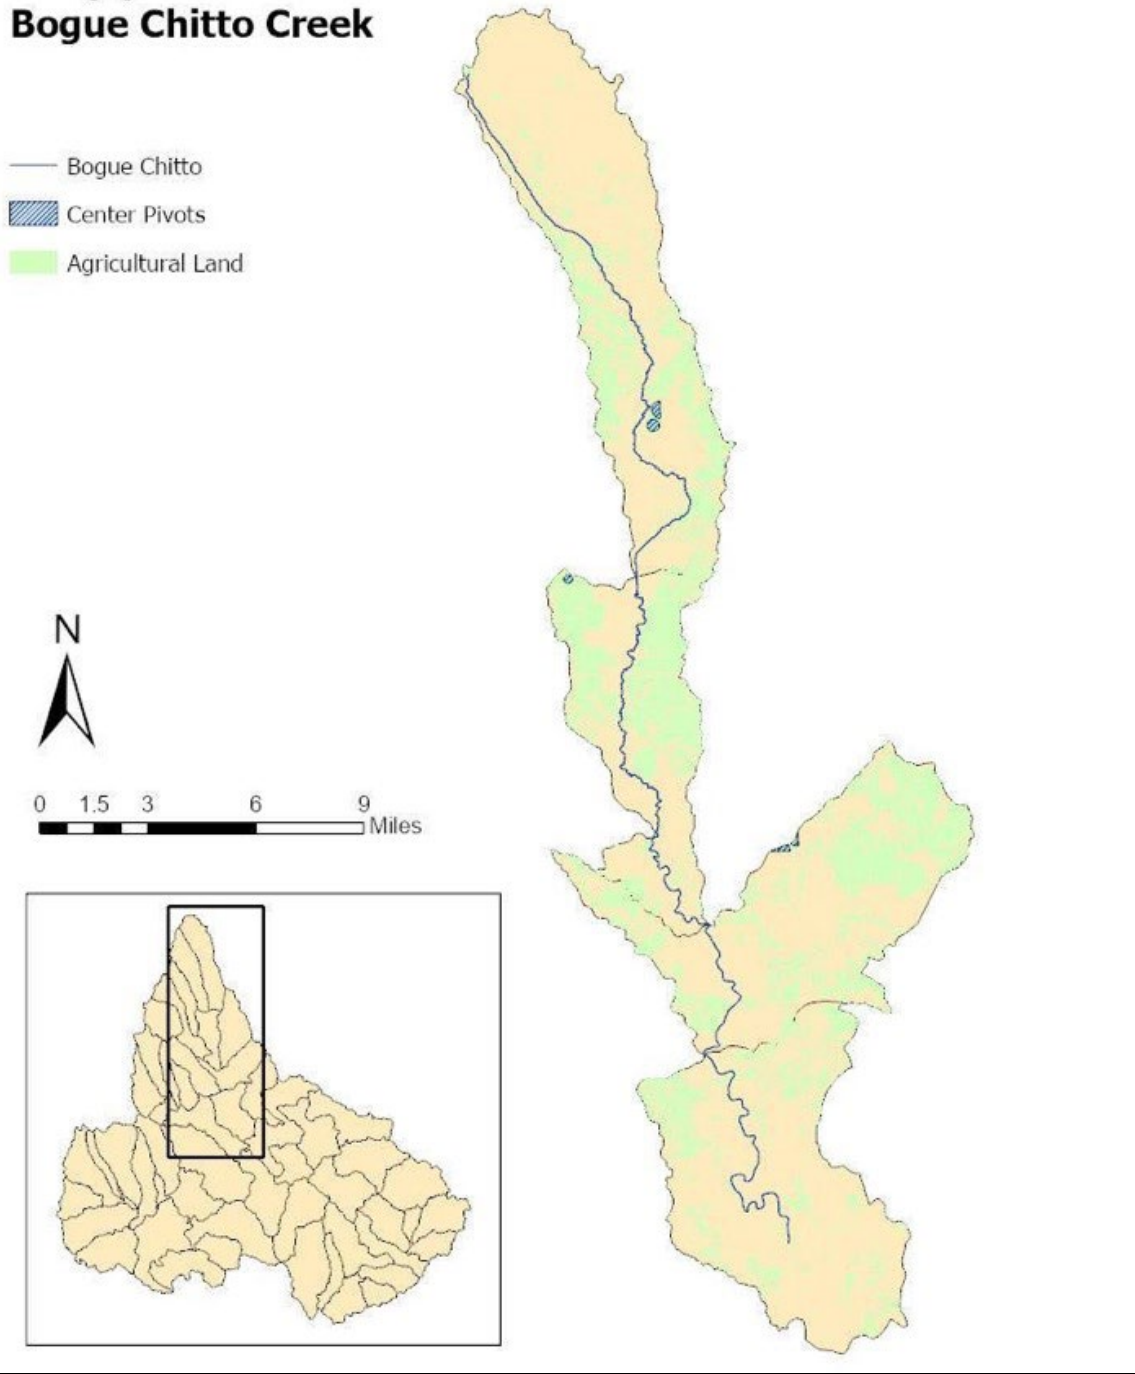 Bogue Chitto Creek
Bogue Chitto
Center Pivots
Agricultural Land
N
0 1.5 3 6 9
Miles